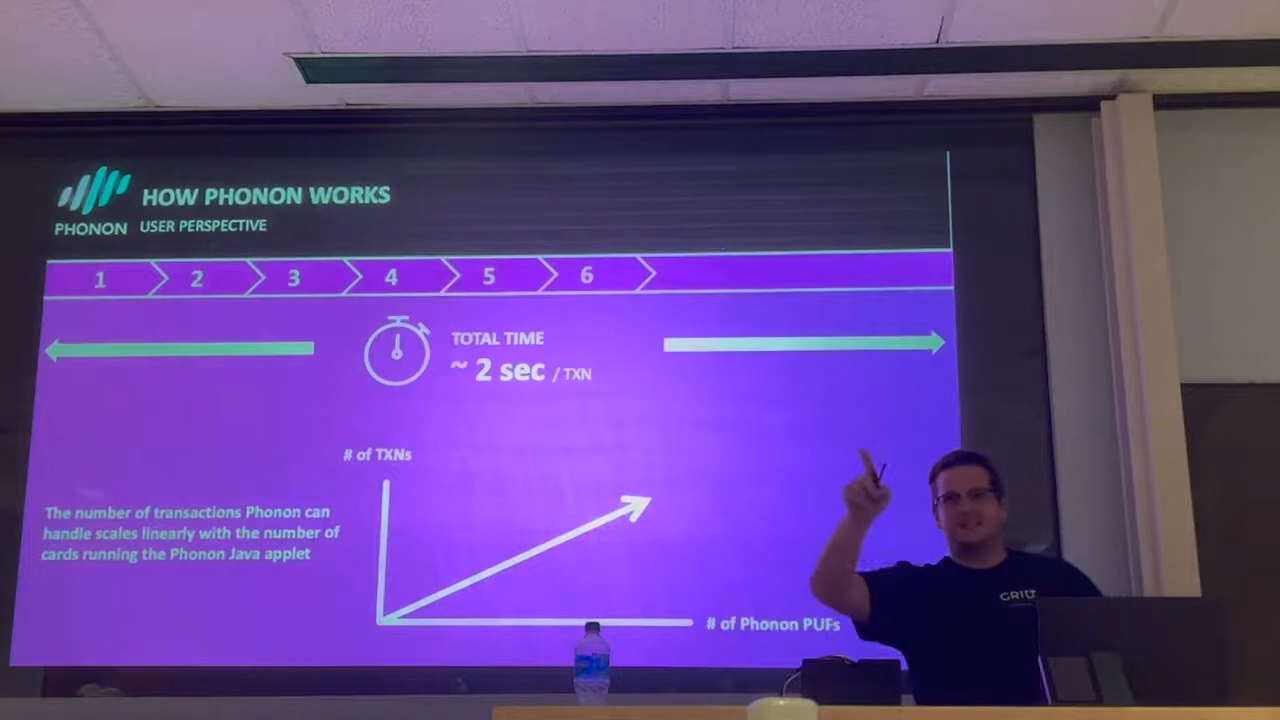 HOW PHONON WORKS
PHONON
USER PERSPECTIVE
1 2 3 4 5 6
TOTAL TIME
~ 2 sec / TXN
# of TXNs
The number of transactions Phonon can
handle scales linearly with the number of
cards running the Phonon Java applet
# of Phonon PUFs